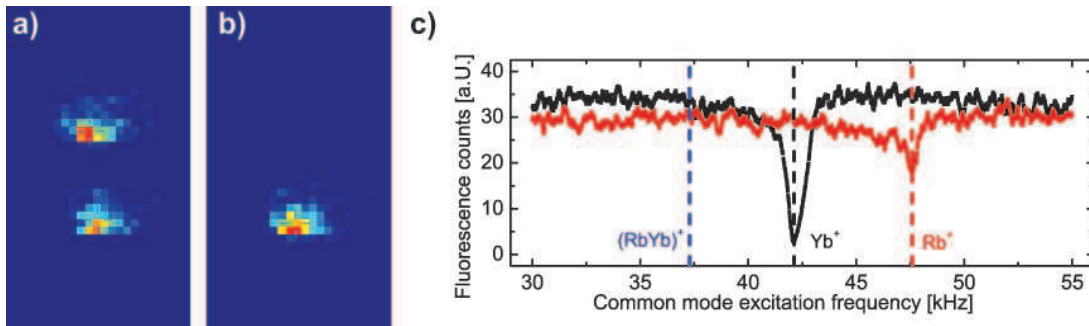 a)
b)
c)
Fluorescence counts [a.U.]
40
30
20
10
0
(RbYb)⁺
Yb⁺
Rb⁺
30
35
40
45
50
55
Common mode excitation frequency [kHz]